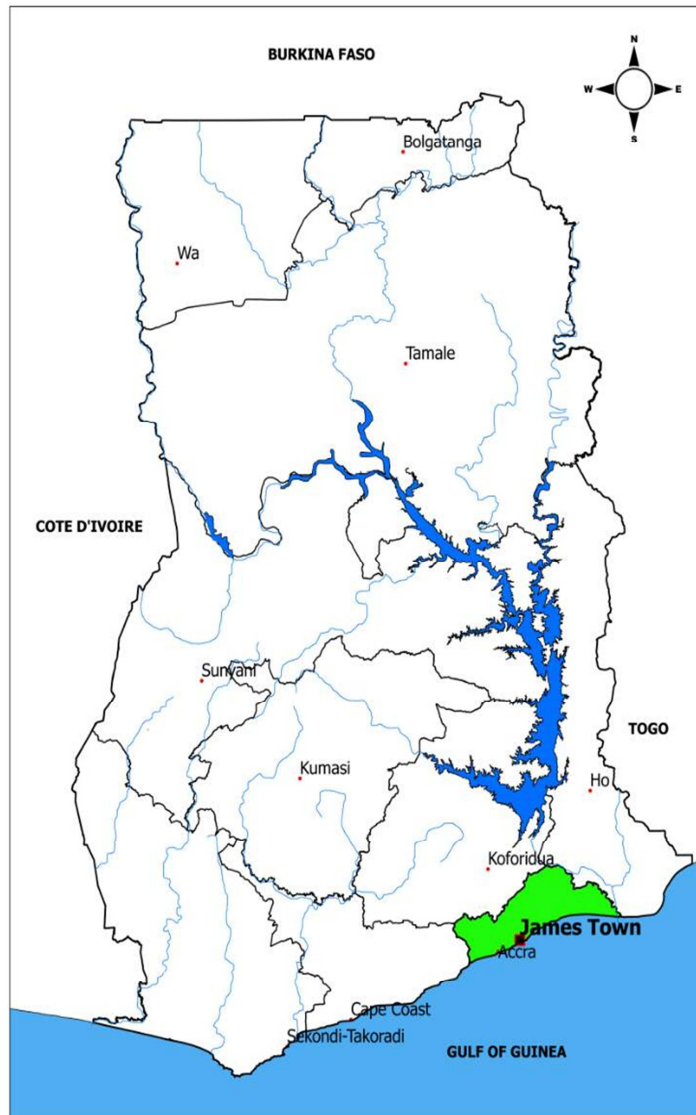 BURKINA FASO
N
W
E
S
Bolgatanga
Wa
Tamale
COTE D'IVOIRE
Sunyani
TOGO
Kumasi
Ho
Koforidua
James Town
Accra
Cape Coast
Sekondi-Takoradi
GULF OF GUINEA